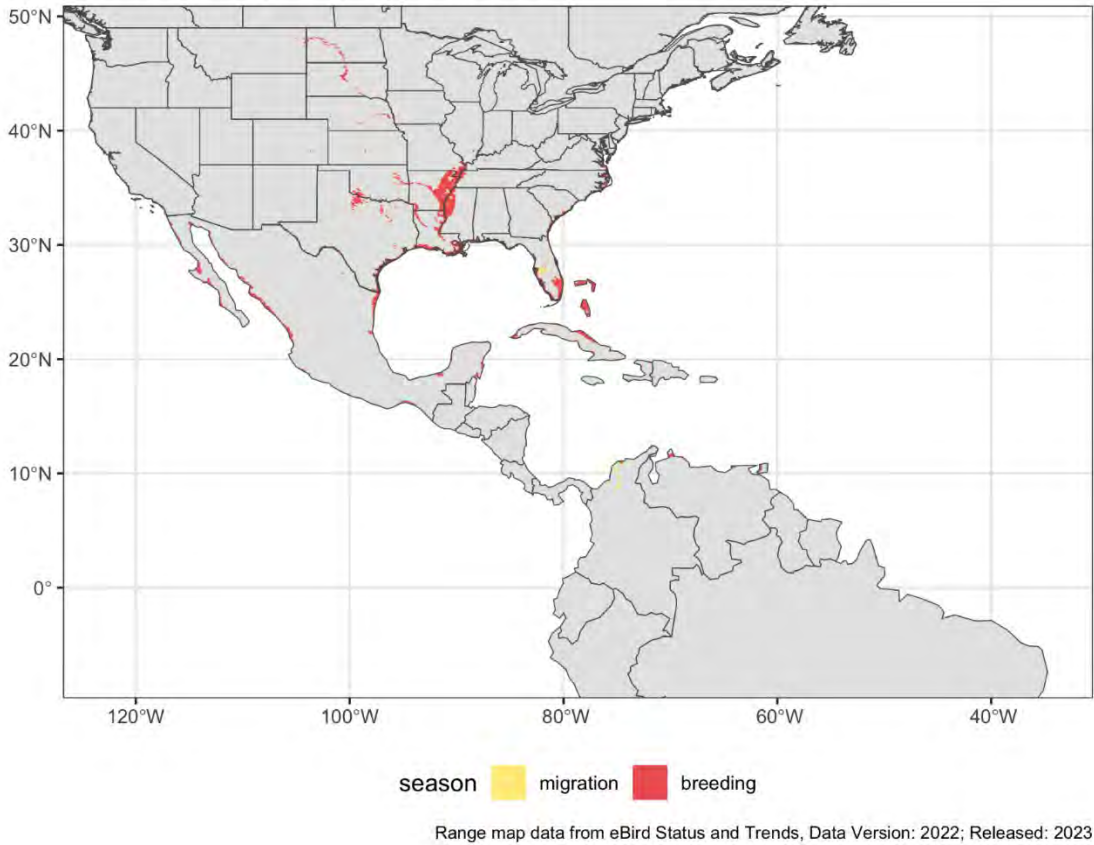 50°N
40°N
30°N
20°N
10°N
0°
120°W 100°W 80°W 60°W 40°W
season migration breeding
Range map data from eBird Status and Trends, Data Version: 2022; Released: 2023